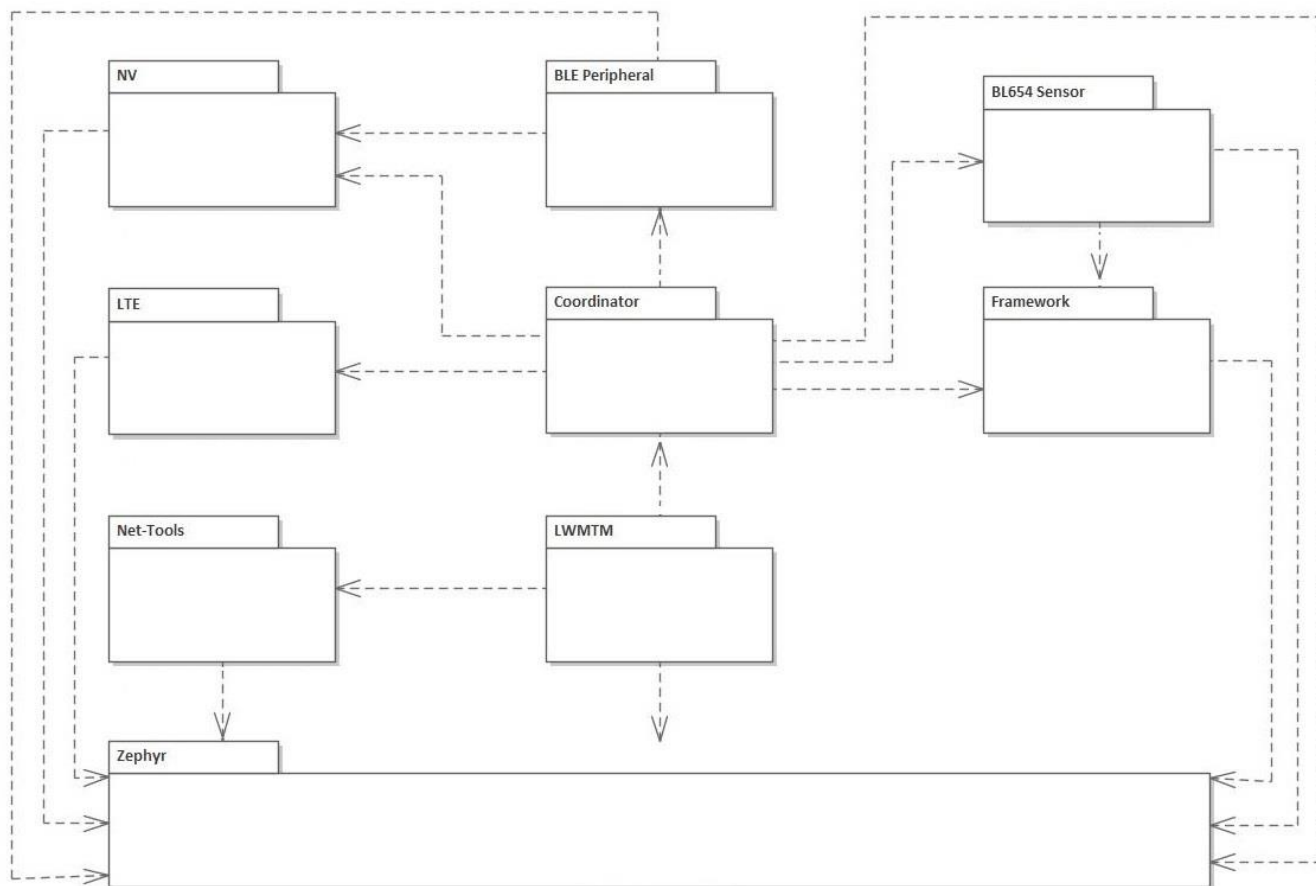 NV
BLE Peripheral
BL654 Sensor
LTE
Coordinator
Framework
Net-Tools
LWMTM
Zephyr